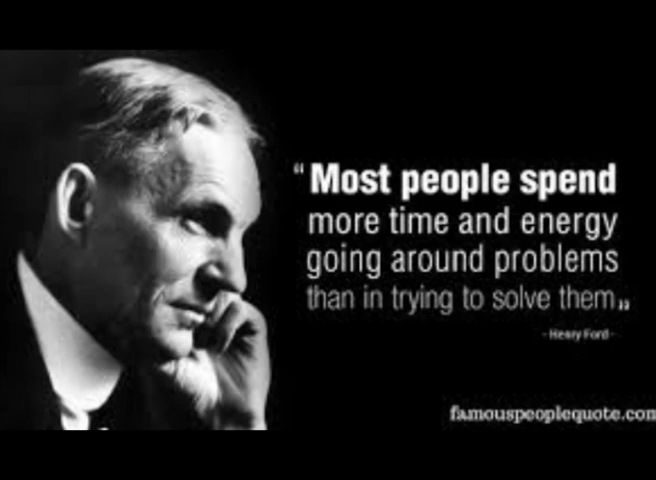 “ Most people spend
more time and energy
going around problems
than in trying to solve them„
- Henry Ford -
famouspeoplequote.com